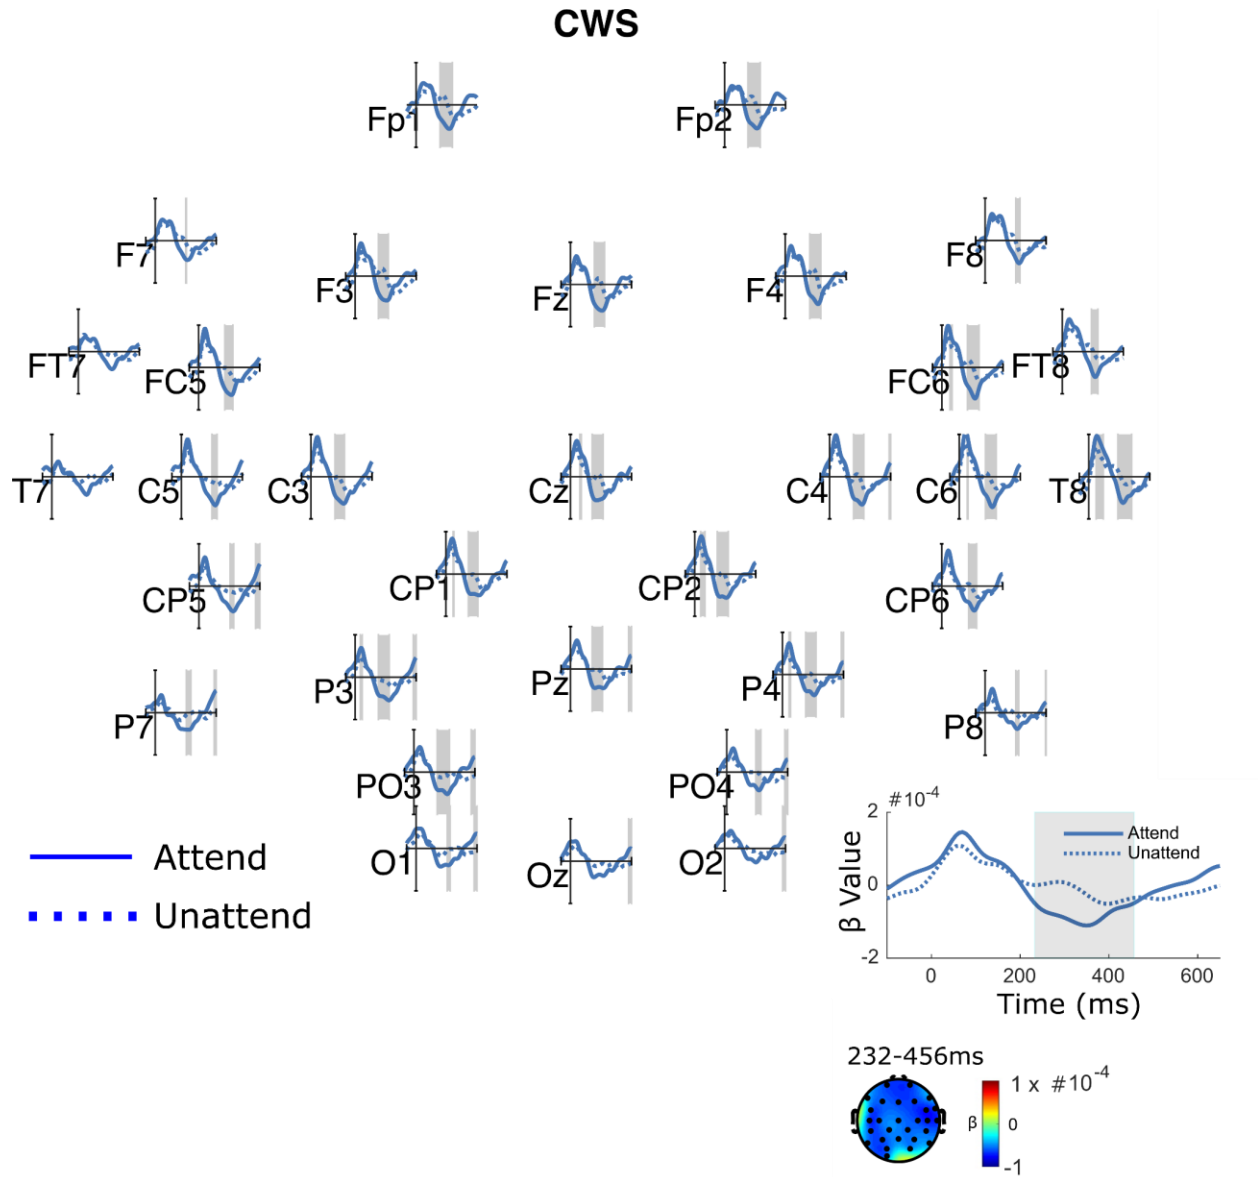 CWS
Fp1 Fp2
F7 F3 Fz F4 F8
FT7 FC5 FC6 FT8
T7 C5 C3 Cz C4 C6 T8
CP5 CP1 CP2 CP6
P7 P3 Pz P4 P8
PO3 PO4
O1 Oz O2
Attend
Unattend
#10-4
2
0
-2
β Value
Attend
Unattend
0 200 400 600
Time (ms)
232-456ms
1 x #10-4
β 0
-1